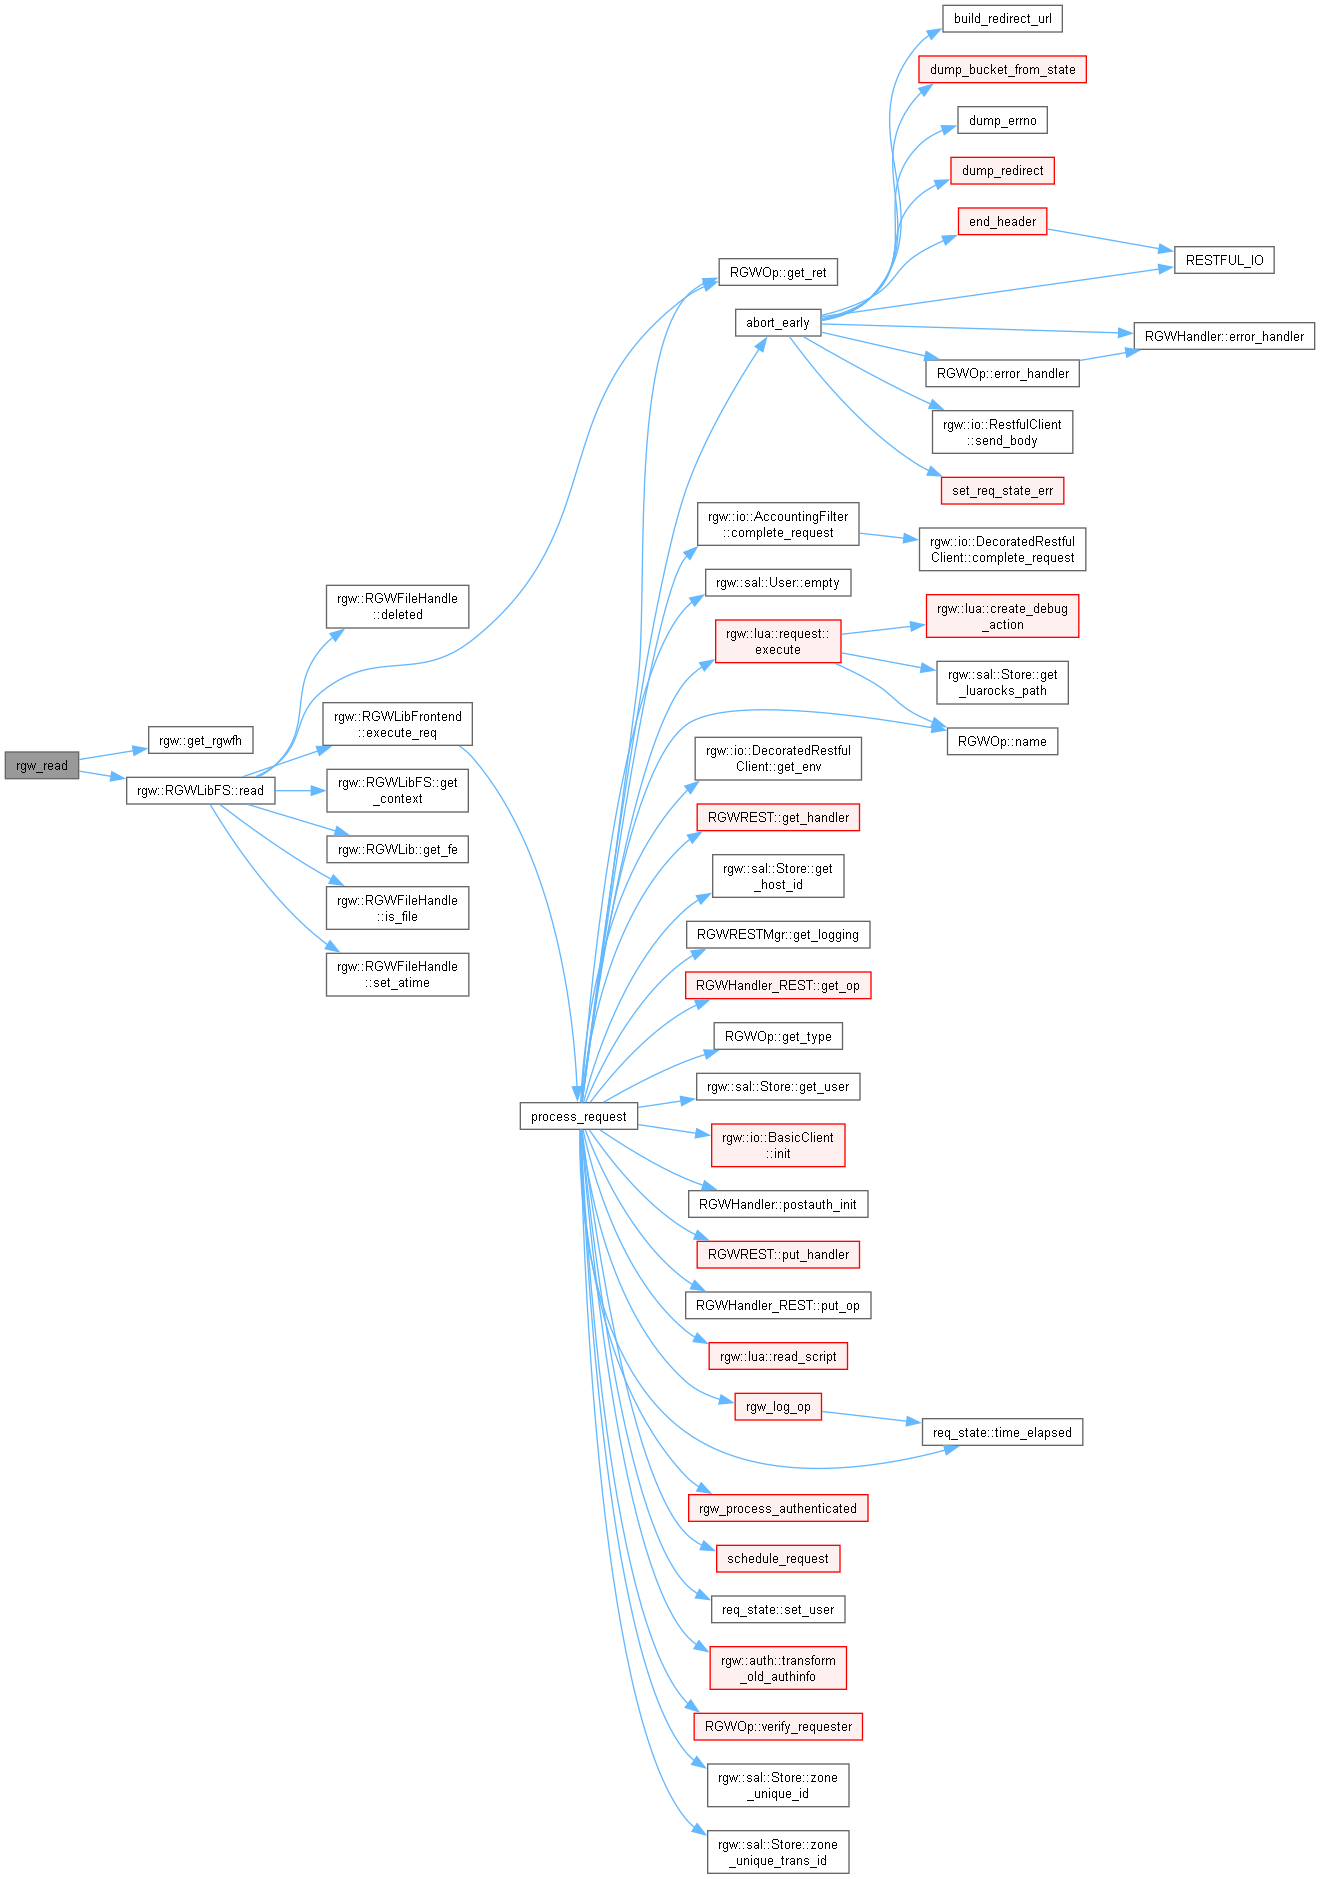 build_redirect_url
dump_bucket_from_state
dump_errno
dump_redirect
end_header
RESTFUL_IO
RGWOp::get_ret
abort_early
RGWHandler::error_handler
RGWOp::error_handler
rgw::io::RestfulClient
::send_body
set_req_state_err
rgw::io::AccountingFilter
::complete_request
rgw::io::DecoratedRestful
Client::complete_request
rgw::sal::User::empty
rgw::RGWFileHandle
::deleted
rgw::lua::create_debug
_action
rgw::lua::request::
execute
rgw::sal::Store::get
_luarocks_path
rgw::RGWLibFrontend
::execute_req
rgw::get_rgwfh
RGWOp::name
rgw_read
rgw::io::DecoratedRestful
Client::get_env
rgw::RGWLibFS::read
rgw::RGWLibFS::get
_context
RGWREST::get_handler
rgw::RGWLib::get_fe
rgw::sal::Store::get
_host_id
rgw::RGWFileHandle
::is_file
RGWRESTMgr::get_logging
rgw::RGWFileHandle
::set_atime
RGWHandler_REST::get_op
RGWOp::get_type
rgw::sal::Store::get_user
process_request
rgw::io::BasicClient
::init
RGWHandler::postauth_init
RGWREST::put_handler
RGWHandler_REST::put_op
rgw::lua::read_script
rgw_log_op
req_state::time_elapsed
rgw_process_authenticated
schedule_request
req_state::set_user
rgw::auth::transform
_old_authinfo
RGWOp::verify_requester
rgw::sal::Store::zone
_unique_id
rgw::sal::Store::zone
_unique_trans_id